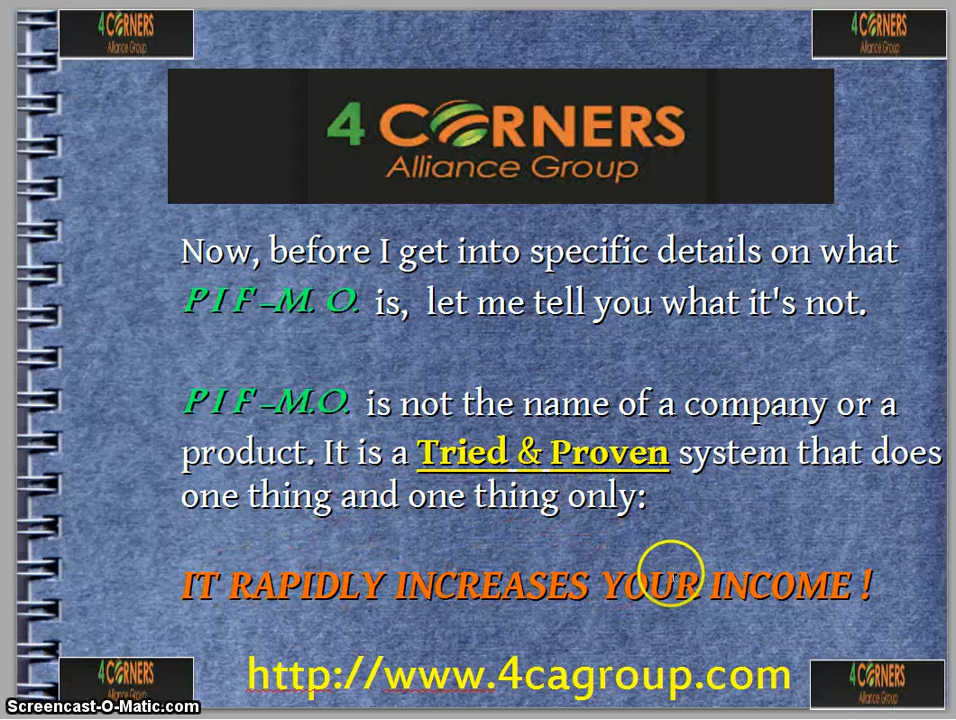 4 CORNERS
Alliance Group
4 CORNERS
Alliance Group
4 CORNERS
Alliance Group
Now, before I get into specific details on what
P I F –M. O. is, let me tell you what it's not.
P I F –M.O. is not the name of a company or a
product. It is a Tried & Proven system that does
one thing and one thing only:
IT RAPIDLY INCREASES YOUR INCOME !
4 CORNERS
Alliance Group
http://www.4cagroup.com
4 CORNERS
Alliance Group
Screencast-O-Matic.com